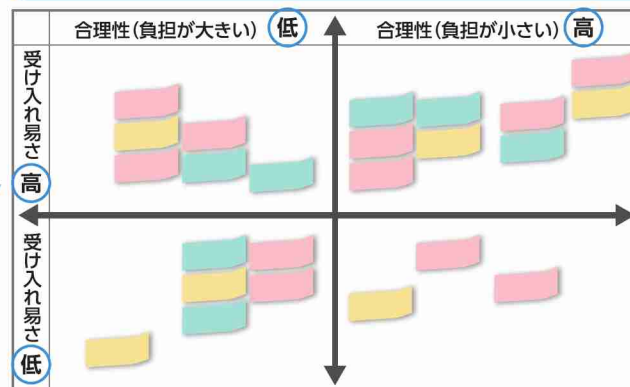 合理性(負担が大きい) 低
合理性(負担が小さい) 高
受け入れ易さ 高
受け入れ易さ 低